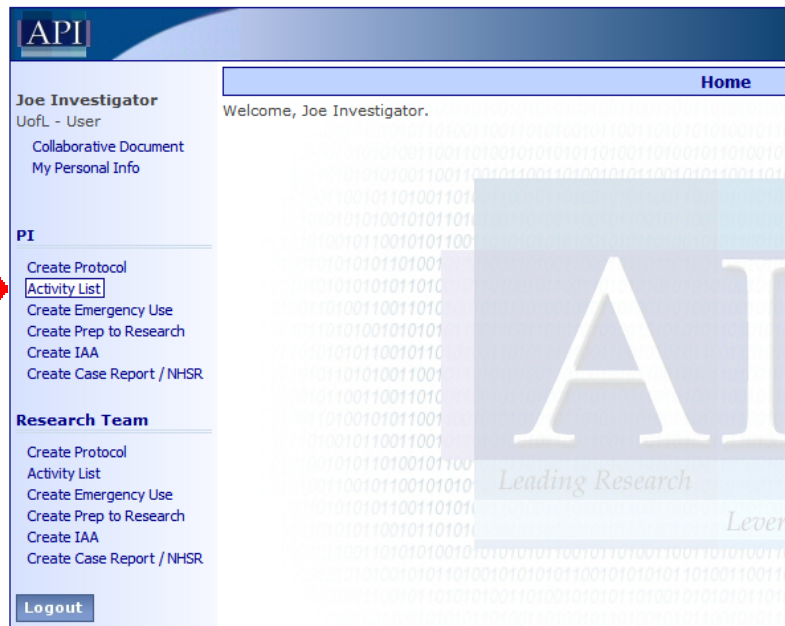 API
Home
Joe Investigator
UofL - User
Collaborative Document
My Personal Info
PI
Create Protocol
Activity List
Create Emergency Use
Create Prep to Research
Create IAA
Create Case Report / NHSR
Research Team
Create Protocol
Activity List
Create Emergency Use
Create Prep to Research
Create IAA
Create Case Report / NHSR
Logout
Welcome, Joe Investigator.
Leading Research